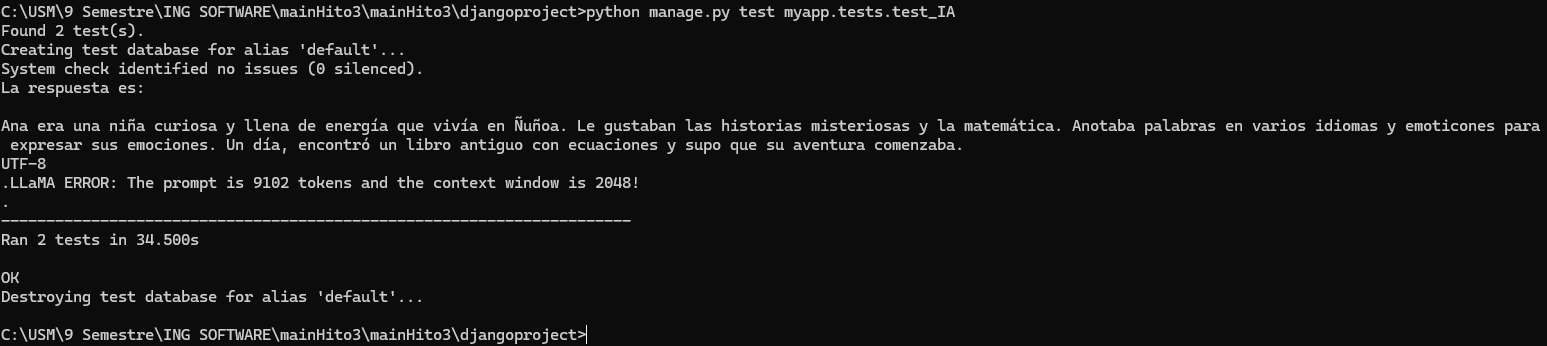 C:\USM\9 Semestre\ING SOFTWARE\mainHito3\mainHito3\djangoproject>python manage.py test myapp.tests.test_IA
Found 2 test(s).
Creating test database for alias 'default'...
System check identified no issues (0 silenced).
La respuesta es:
Ana era una niña curiosa y llena de energía que vivía en Ñuñoa. Le gustaban las historias misteriosas y la matemática. Anotaba palabras en varios idiomas y emoticones para
expresar sus emociones. Un día, encontró un libro antiguo con ecuaciones y supo que su aventura comenzaba.
UTF-8
.LLaMA ERROR: The prompt is 9102 tokens and the context window is 2048!
.
----------------------------------------------------------------------
Ran 2 tests in 34.500s
OK
Destroying test database for alias 'default'...
C:\USM\9 Semestre\ING SOFTWARE\mainHito3\mainHito3\djangoproject>